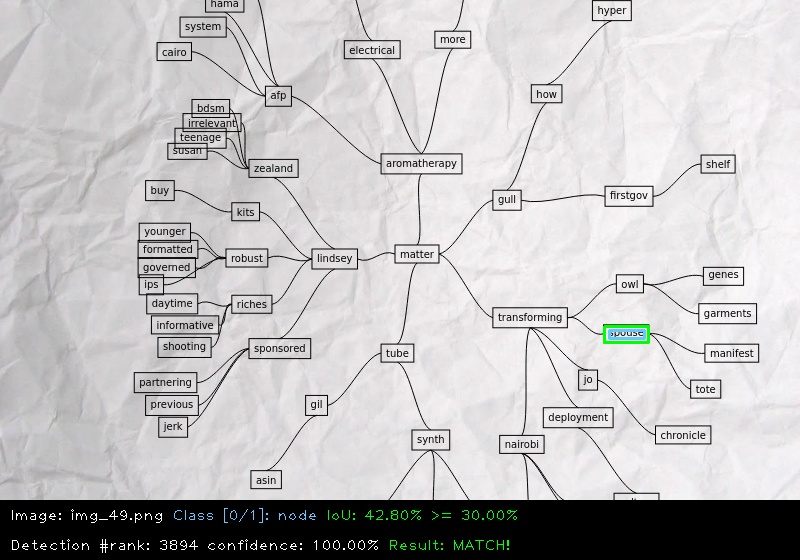 hama
hyper
system
more
electrical
cairo
how
afp
bdsm
irrelevant
teenage
susan
aromatherapy
shelf
zealand
buy
firstgov
gull
kits
younger
formatted
matter
robust
lindsey
governed
genes
ips
owl
daytime
riches
garments
transforming
informative
spouse
shooting
sponsored
tube
manifest
partnering
jo
tote
previous
gil
deployment
jerk
chronicle
synth
nairobi
asin
Image: img_49.png Class [0/1]: node IoU: 42.80% >= 30.00%
Detection #rank: 3894 confidence: 100.00% Result: MATCH!